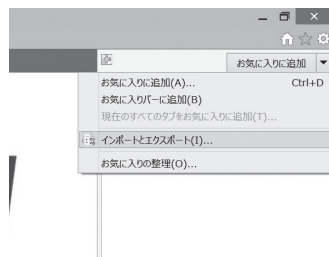 お気に入りに追加
お気に入りに追加(A)... Ctrl+D
お気に入りバーに追加(B)
現在のすべてのタブをお気に入りに追加(T)...
インポートとエクスポート(I)...
お気に入りの整理(O)...